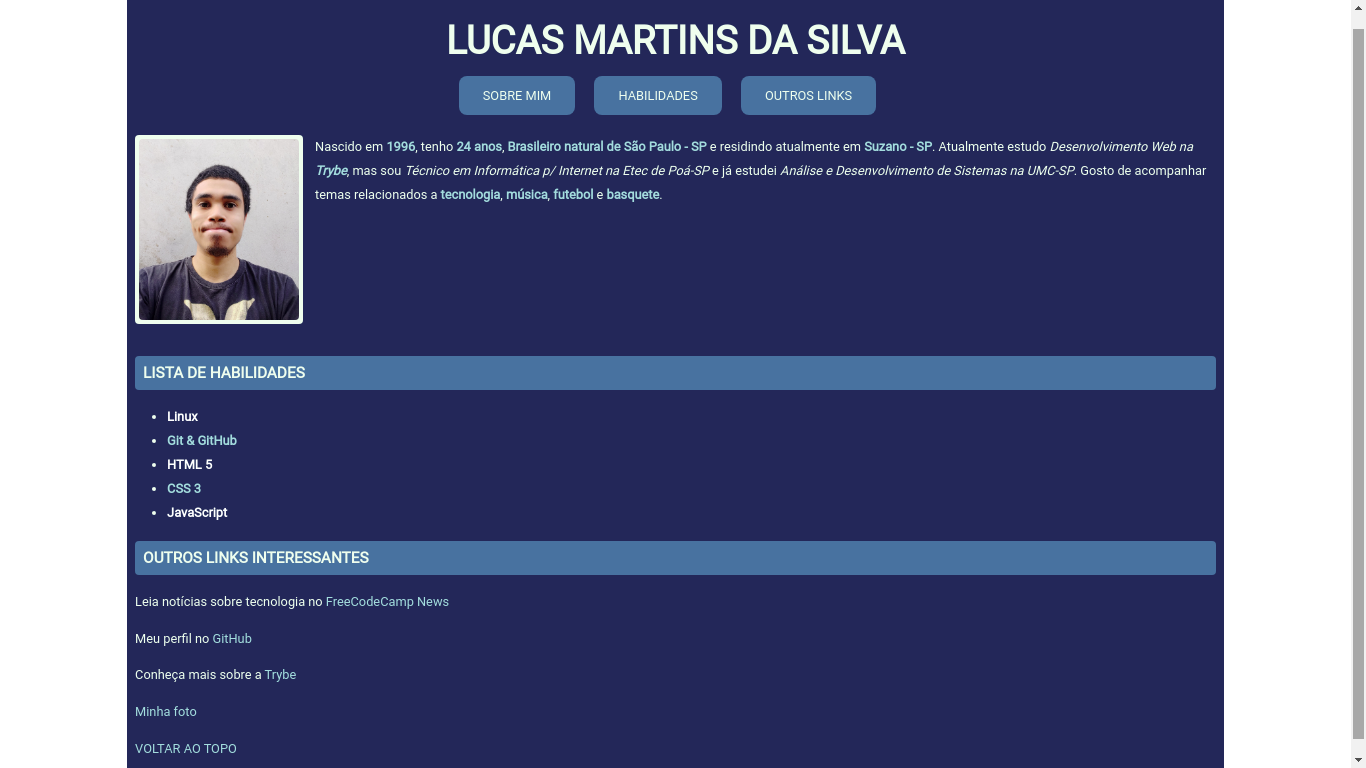 LUCAS MARTINS DA SILVA
SOBRE MIM HABILIDADES OUTROS LINKS
Nascido em 1996, tenho 24 anos, Brasileiro natural de São Paulo - SP e residindo atualmente em Suzano - SP. Atualmente estudo Desenvolvimento Web na
Trybe, mas sou Técnico em Informática p/ Internet na Etec de Poá-SP e já estudei Análise e Desenvolvimento de Sistemas na UMC-SP. Gosto de acompanhar
temas relacionados a tecnologia, música, futebol e basquete.
LISTA DE HABILIDADES
• Linux
• Git & GitHub
• HTML 5
• CSS 3
• JavaScript
OUTROS LINKS INTERESSANTES
Leia notícias sobre tecnologia no FreeCodeCamp News
Meu perfil no GitHub
Conheça mais sobre a Trybe
Minha foto
VOLTAR AO TOPO